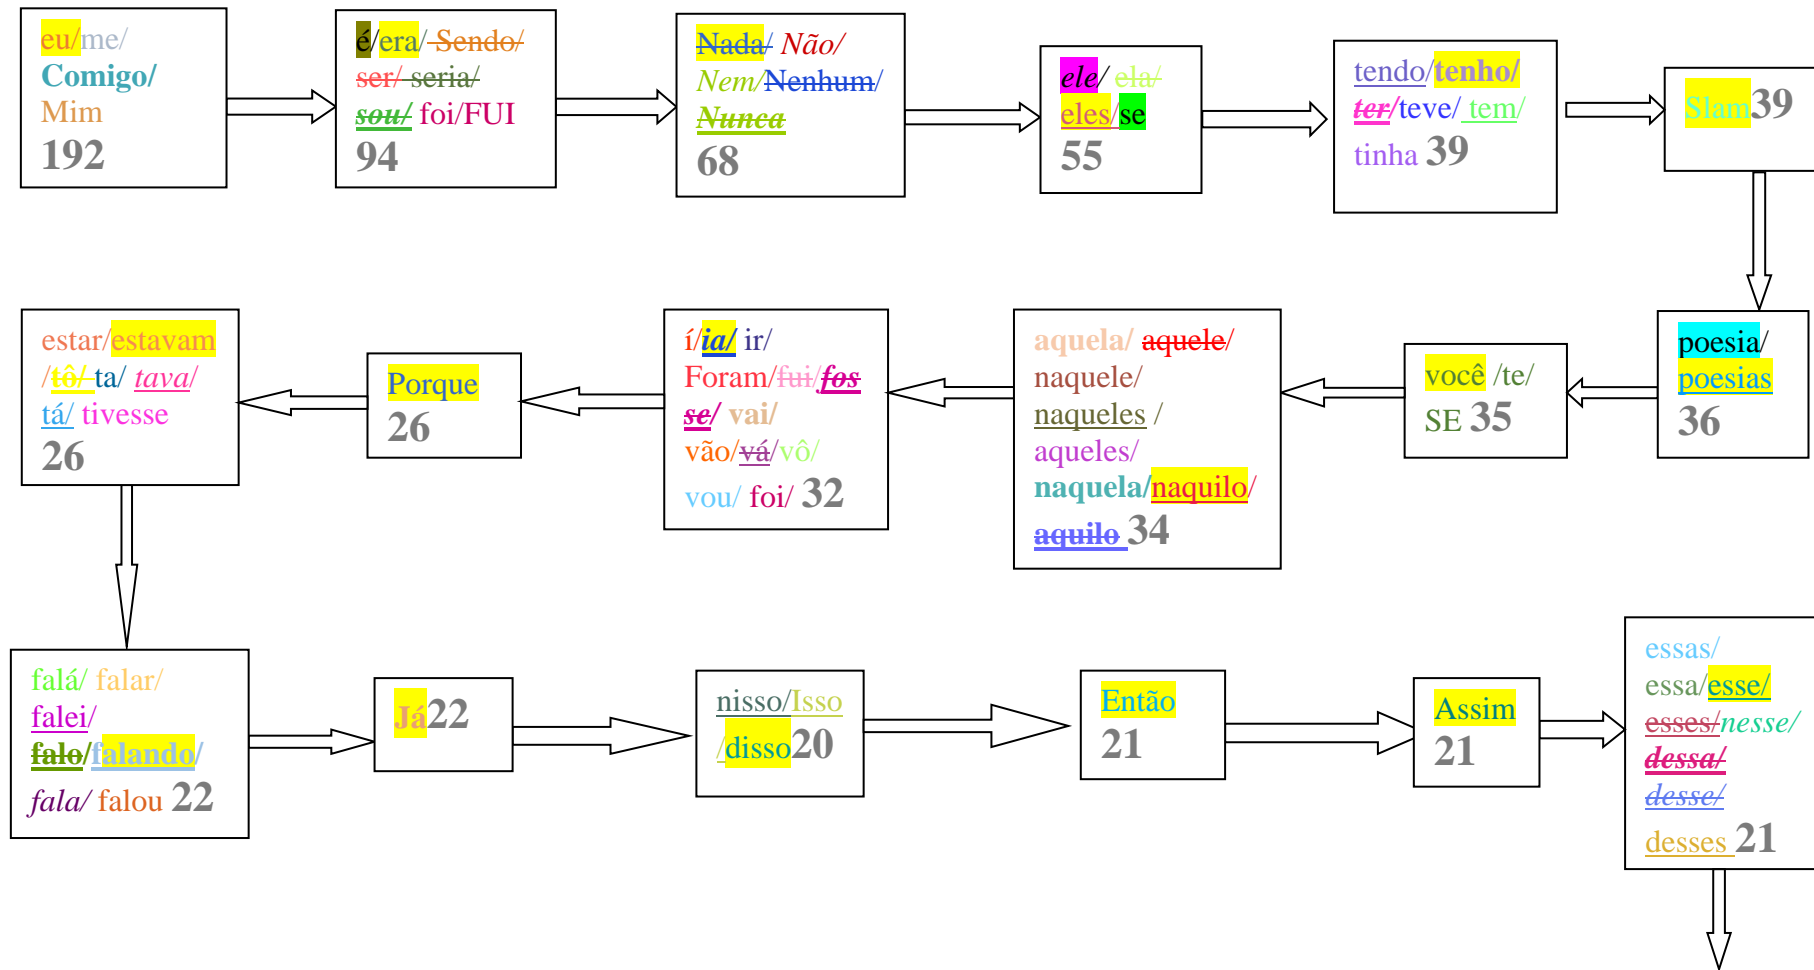 eu/me/
Comigo/
Mim
192
é/era/ Sendo/
ser/ seria/
sou/ foi/FUI
94
Nada/ Não/
Nem/Nenhum/
Nunca
68
ele/ ela/
eles/se
55
tendo/tenho/
ter/teve/ tem/
tinha 39
Slam39
poesia/
poesias
36
você /te/
SE 35
aquela/ aquele/
naquele/
naqueles /
aqueles/
naquela/naquilo/
aquilo 34
í/ia/ ir/
Foram/fui/fos
se/ vai/
vão/vá/vô/
vou/ foi/ 32
Porque
26
estar/estavam
/tô/ ta/ tava/
tá/ tivesse
26
falá/ falar/
falei/
falo/falando/
fala/ falou 22
Já22
nisso/Isso
/disso20
Então
21
Assim
21
essas/
essa/esse/
esses/nesse/
dessa/
desse/
desses 21